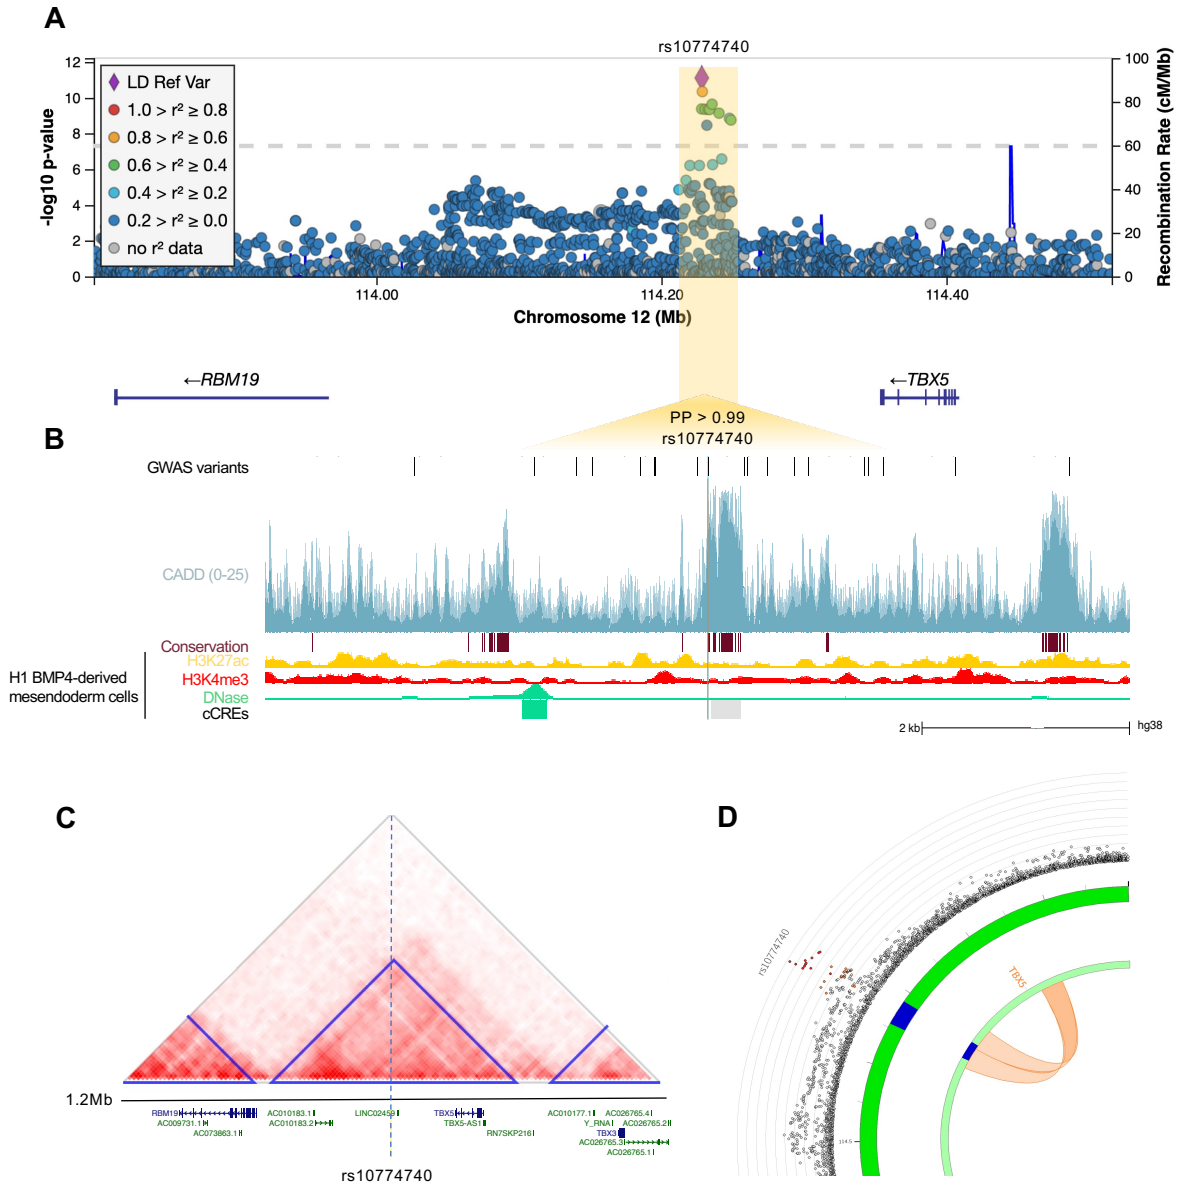 A
rs10774740
12
10
8
6
4
2
0
-log10 p-value
LD Ref Var
1.0 > r² ≥ 0.8
0.8 > r² ≥ 0.6
0.6 > r² ≥ 0.4
0.4 > r² ≥ 0.2
0.2 > r² ≥ 0.0
no r² data
100
80
60
40
20
0
Recombination Rate (cM/Mb)
114.00
114.20
114.40
Chromosome 12 (Mb)
←RBM19
←TBX5
B
PP > 0.99
rs10774740
GWAS variants
CADD (0-25)
Conservation
H3K27ac
H3K4me3
DNase
cCREs
H1 BMP4-derived
mesendoderm cells
2 kb
hg38
C
1.2Mb
RBM19
AC010183.1
LINC02459
TBX5
AC010177.1
AC026765.4
AC009731.1
AC010183.2
TBX5-AS1
Y_RNA
AC026765.2
AC073863.1
RN7SKP216
TBX3
AC026765.3
AC026765.1
rs10774740
D
rs10774740
TBX5
114.5